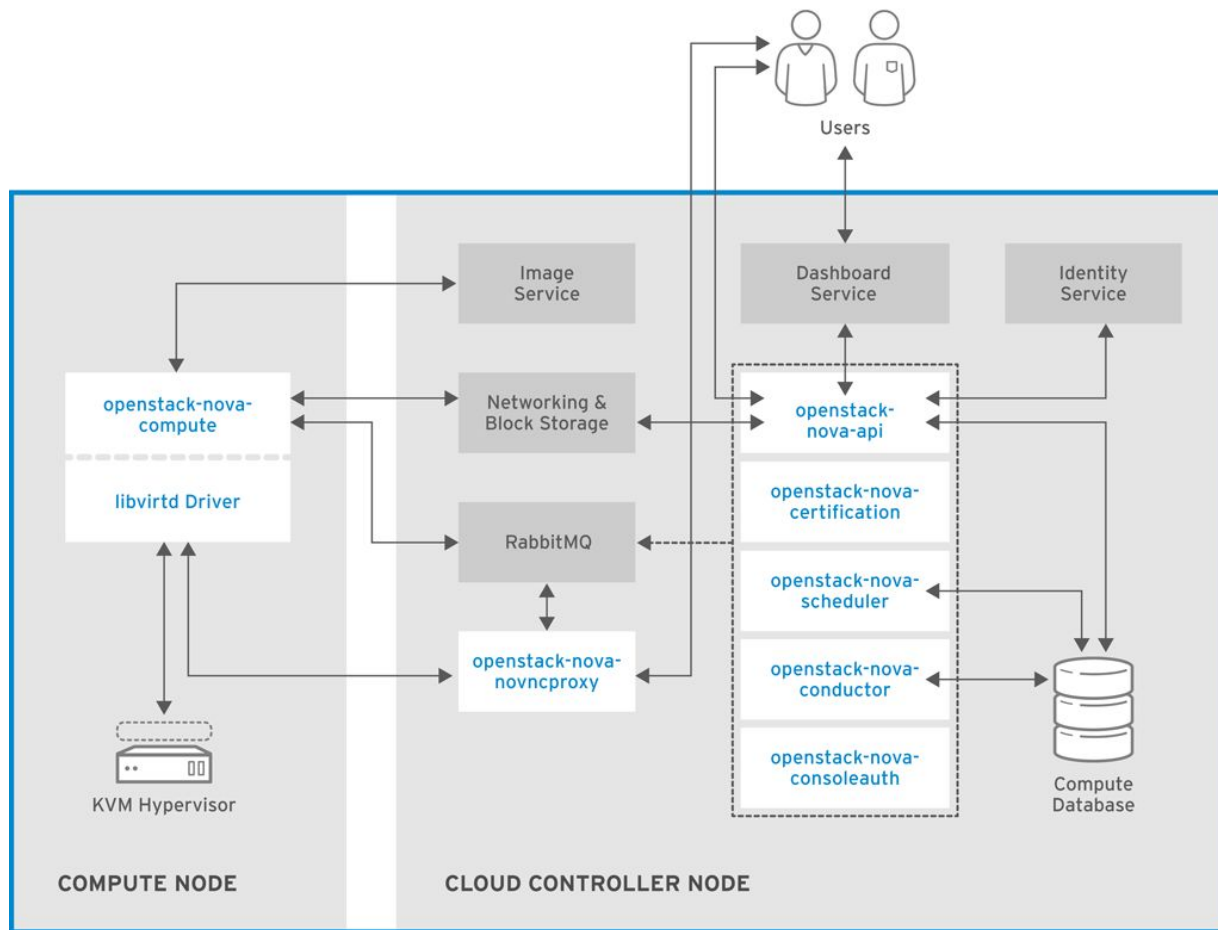 Users
Image
Service
Dashboard
Service
Identity
Service
openstack-nova-
compute
Networking &
Block Storage
openstack-
nova-api
libvirtd Driver
openstack-nova-
certification
RabbitMQ
openstack-nova-
scheduler
openstack-nova-
novncproxy
openstack-nova-
conductor
openstack-nova-
consoleauth
KVM Hypervisor
Compute
Database
COMPUTE NODE
CLOUD CONTROLLER NODE